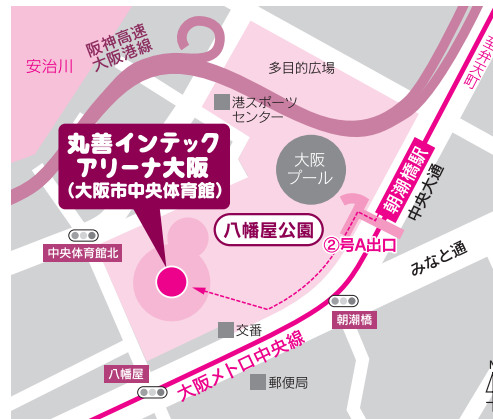 阪神高速
大阪港線
至弁天町
安治川
多目的広場
港スポーツ
センター
丸善インテック
アリーナ大阪
(大阪市中央体育館)
大阪
プール
朝潮橋駅
中央大通
八幡屋公園
②号A出口
みなと通
中央体育館北
朝潮橋
交番
大阪メトロ中央線
八幡屋
郵便局
N